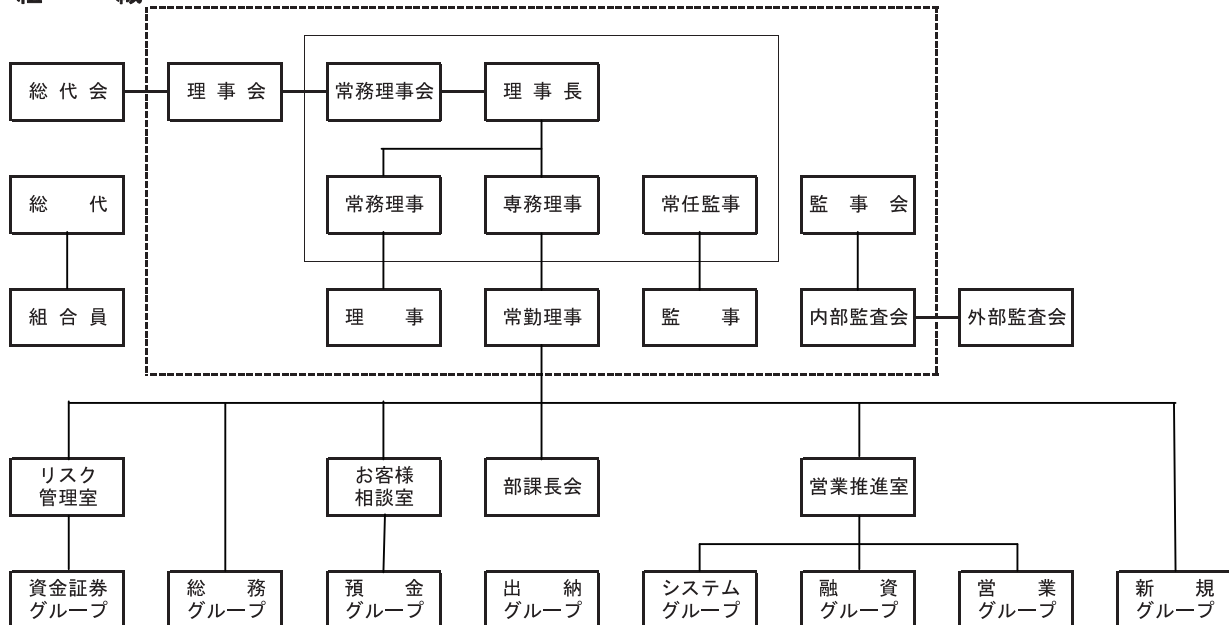 組 織
総 代 会
理 事 会
常務理事会
理 事 長
総 代
常務理事
専務理事
常任監事
監 事 会
組 合 員
理 事
常勤理事
監 事
内部監査会
外部監査会
リスク
管理室
お客様
相談室
部課長会
営業推進室
資金証券
グループ
総 務
グループ
預 金
グループ
出 納
グループ
システム
グループ
融 資
グループ
営 業
グループ
新 規
グループ